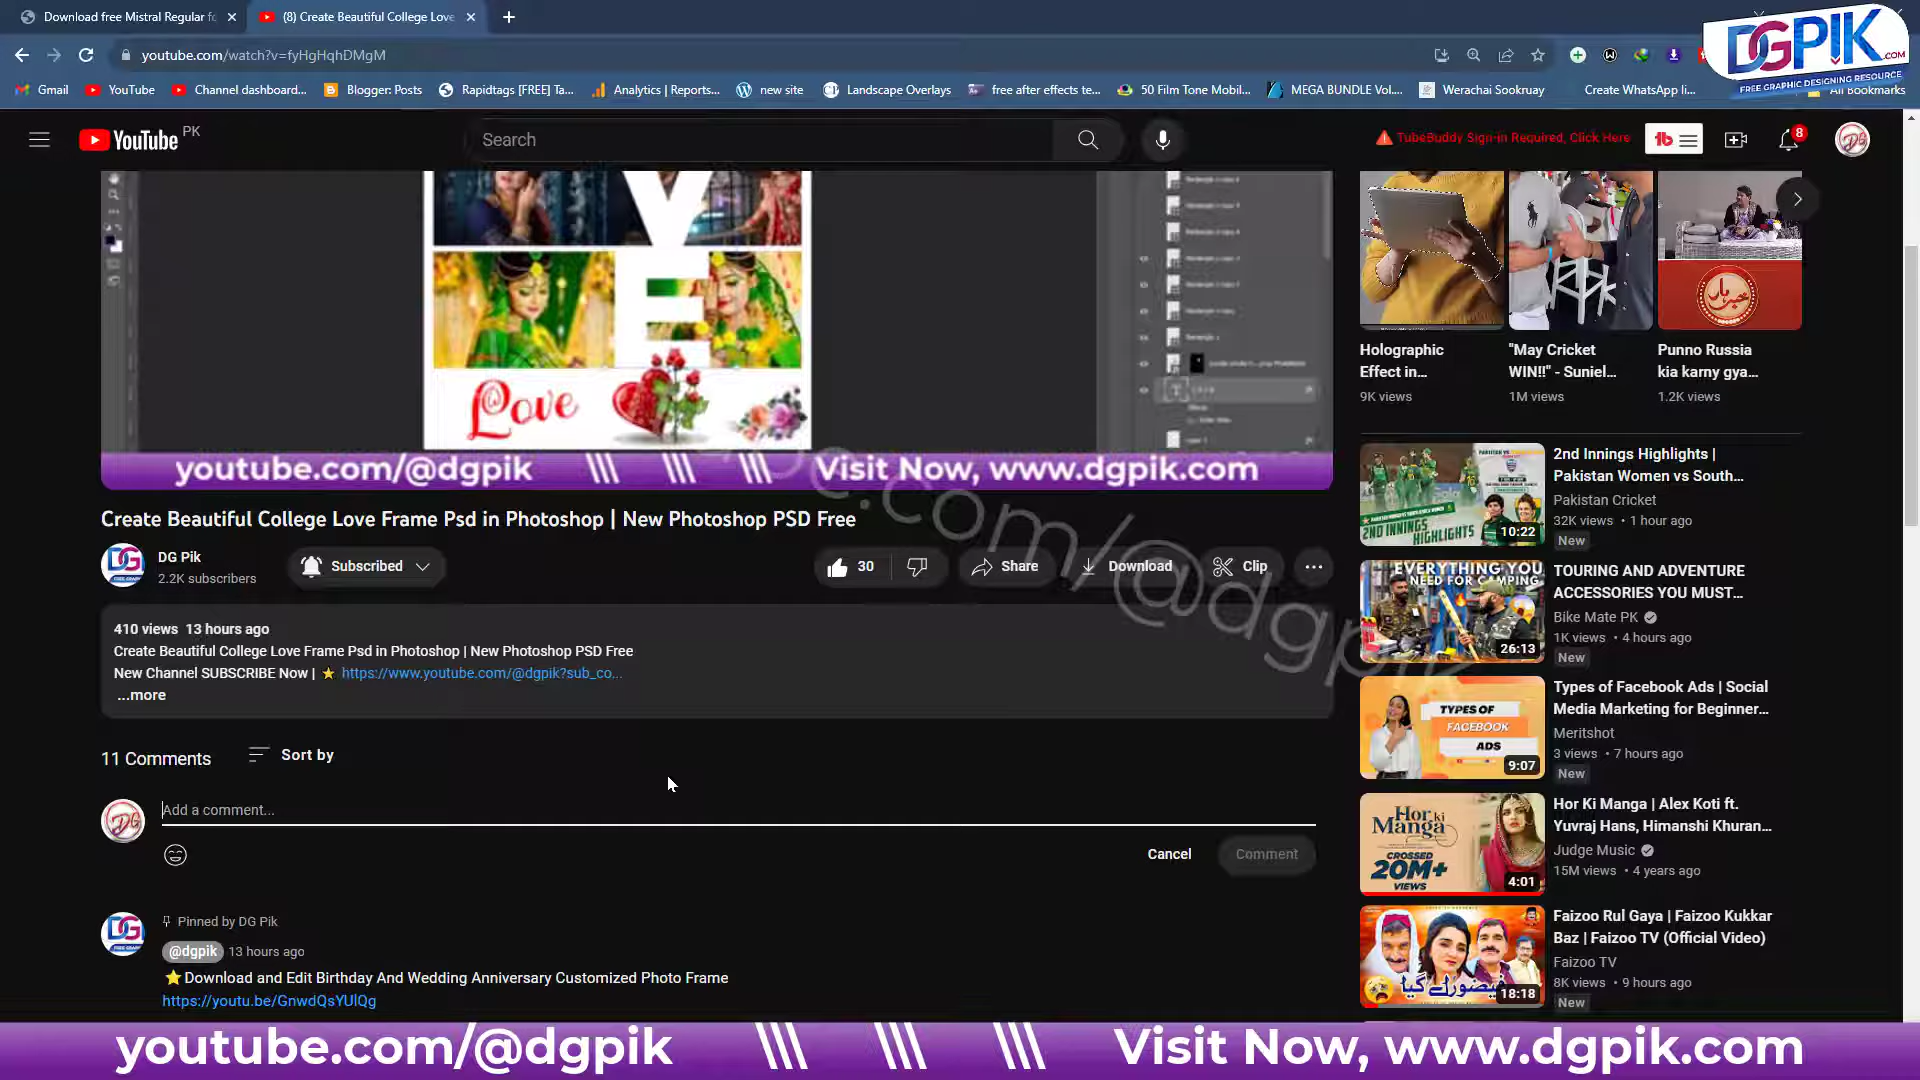 Download free Mistral Regular fo
(8) Create Beautiful College Love
youtube.com/watch?v=fyHgHqhDMgM
Gmail
YouTube
Channel dashboard...
Blogger: Posts
Rapidtags [FREE] Ta...
Analytics | Reports...
new site
Landscape Overlays
free after effects te...
50 Film Tone Mobil...
MEGA BUNDLE Vol....
Werachai Sookruay
Create WhatsApp li...
All Bookmarks
DGPIK.COM
FREE GRAPHIC DESIGNING RESOURCE
YouTube PK
Search
TubeBuddy Sign-in Required, Click Here
8
VE
Love
youtube.com/@dgpik
Visit Now, www.dgpik.com
Create Beautiful College Love Frame Psd in Photoshop | New Photoshop PSD Free
DG Pik
2.2K subscribers
Subscribed
30
Share
Download
Clip
410 views 13 hours ago
Create Beautiful College Love Frame Psd in Photoshop | New Photoshop PSD Free
New Channel SUBSCRIBE Now | ⭐ https://www.youtube.com/@dgpik?sub_co...
...more
11 Comments
Sort by
Add a comment...
Cancel
Comment
Pinned by DG Pik
@dgpik 13 hours ago
⭐Download and Edit Birthday And Wedding Anniversary Customized Photo Frame
https://youtu.be/GnwdQsYUlQg
Holographic
Effect in...
9K views
"May Cricket
WIN!!" - Suniel...
1M views
خبرہار
Punno Russia
kia karny gya...
1.2K views
2ND INNINGS
HIGHLIGHTS
10:22
2nd Innings Highlights |
Pakistan Women vs South...
Pakistan Cricket
32K views • 1 hour ago
New
EVERYTHING YOU
NEED FOR CAMPING
26:13
TOURING AND ADVENTURE
ACCESSORIES YOU MUST...
Bike Mate PK
1K views • 4 hours ago
New
TYPES OF
FACEBOOK
ADS
9:07
Types of Facebook Ads | Social
Media Marketing for Beginner...
Meritshot
3 views • 7 hours ago
New
Hor ki
Manga
CROSSED
20M+
VIEWS
4:01
Hor Ki Manga | Alex Koti ft.
Yuvraj Hans, Himanshi Khuran...
Judge Music
15M views • 4 years ago
فیضورلے گیا
18:18
Faizoo Rul Gaya | Faizoo Kukkar
Baz | Faizoo TV (Official Video)
Faizoo TV
8K views • 9 hours ago
New
youtube.com/@dgpik
Visit Now, www.dgpik.com